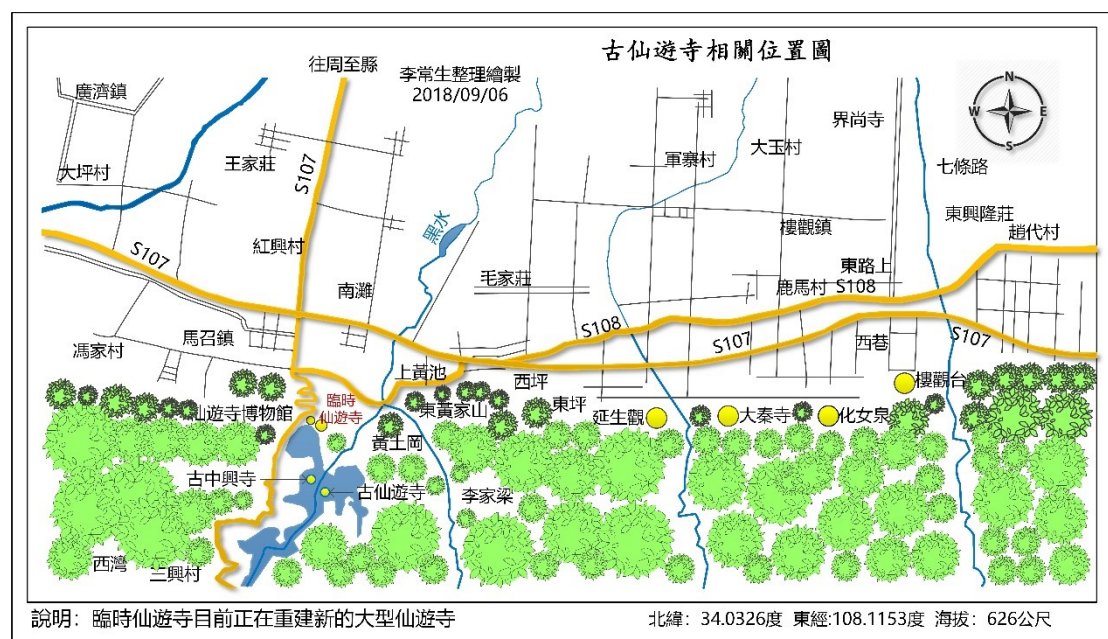 古仙遊寺相關位置圖
往周至縣
李常生整理繪製
2018/09/06
廣濟鎮
N
W E
S
界尚寺
大玉村
軍寨村
王家莊
大坪村
七條路
S107
黑水
樓觀鎮
東興隆莊
趙代村
紅興村
S107
東路上
毛家莊
南灘
鹿馬村 S108
S108
馬召鎮
S107
S107
馮家村
西巷
上黃池
西坪
樓觀台
仙遊寺博物館
臨時
仙遊寺
東黃家山
東坪
延生觀
大秦寺
化女泉
黃土岡
古中興寺
古仙遊寺
李家梁
西灣
三興村
說明：臨時仙遊寺目前正在重建新的大型仙遊寺
北緯：34.0326度 東經:108.1153度 海拔：626公尺